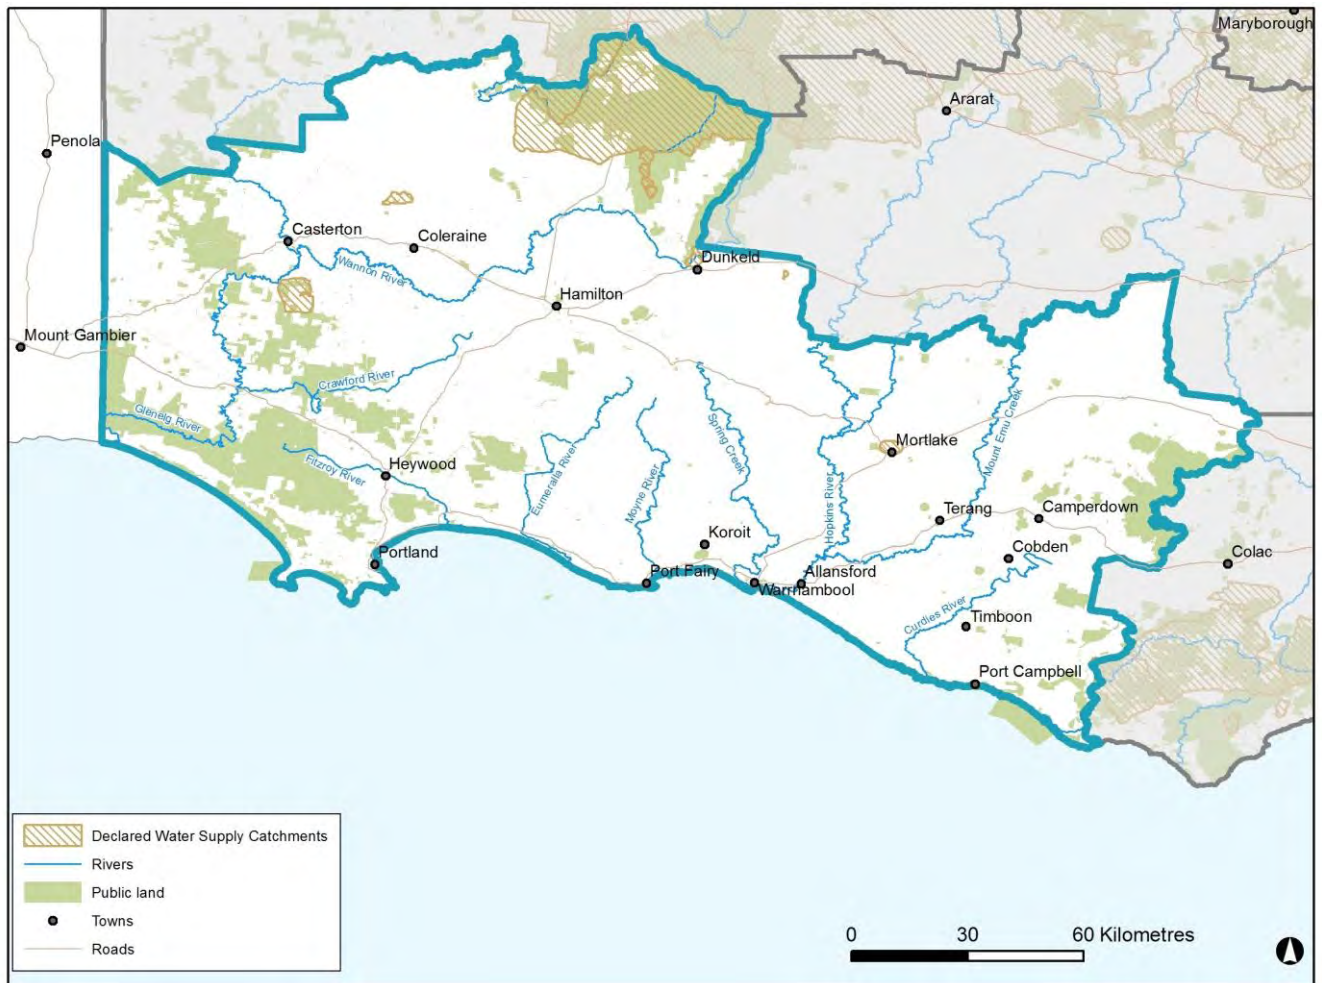 Maryborough
Ararat
Penola
Casterton
Coleraine
Wannon River
Dunkeld
Hamilton
Mount Gambier
Crawford River
Glenelg River
Fitzroy River
Heywood
Eumeralla River
Moyne River
Spring Creek
Hopkins River
Mortlake
Mount Emu Creek
Terang
Camperdown
Koroit
Cobden
Colac
Portland
Port Fairy
Warrnambool
Allansford
Curdies River
Timboon
Port Campbell
Declared Water Supply Catchments
Rivers
Public land
Towns
Roads
0 30 60 Kilometres